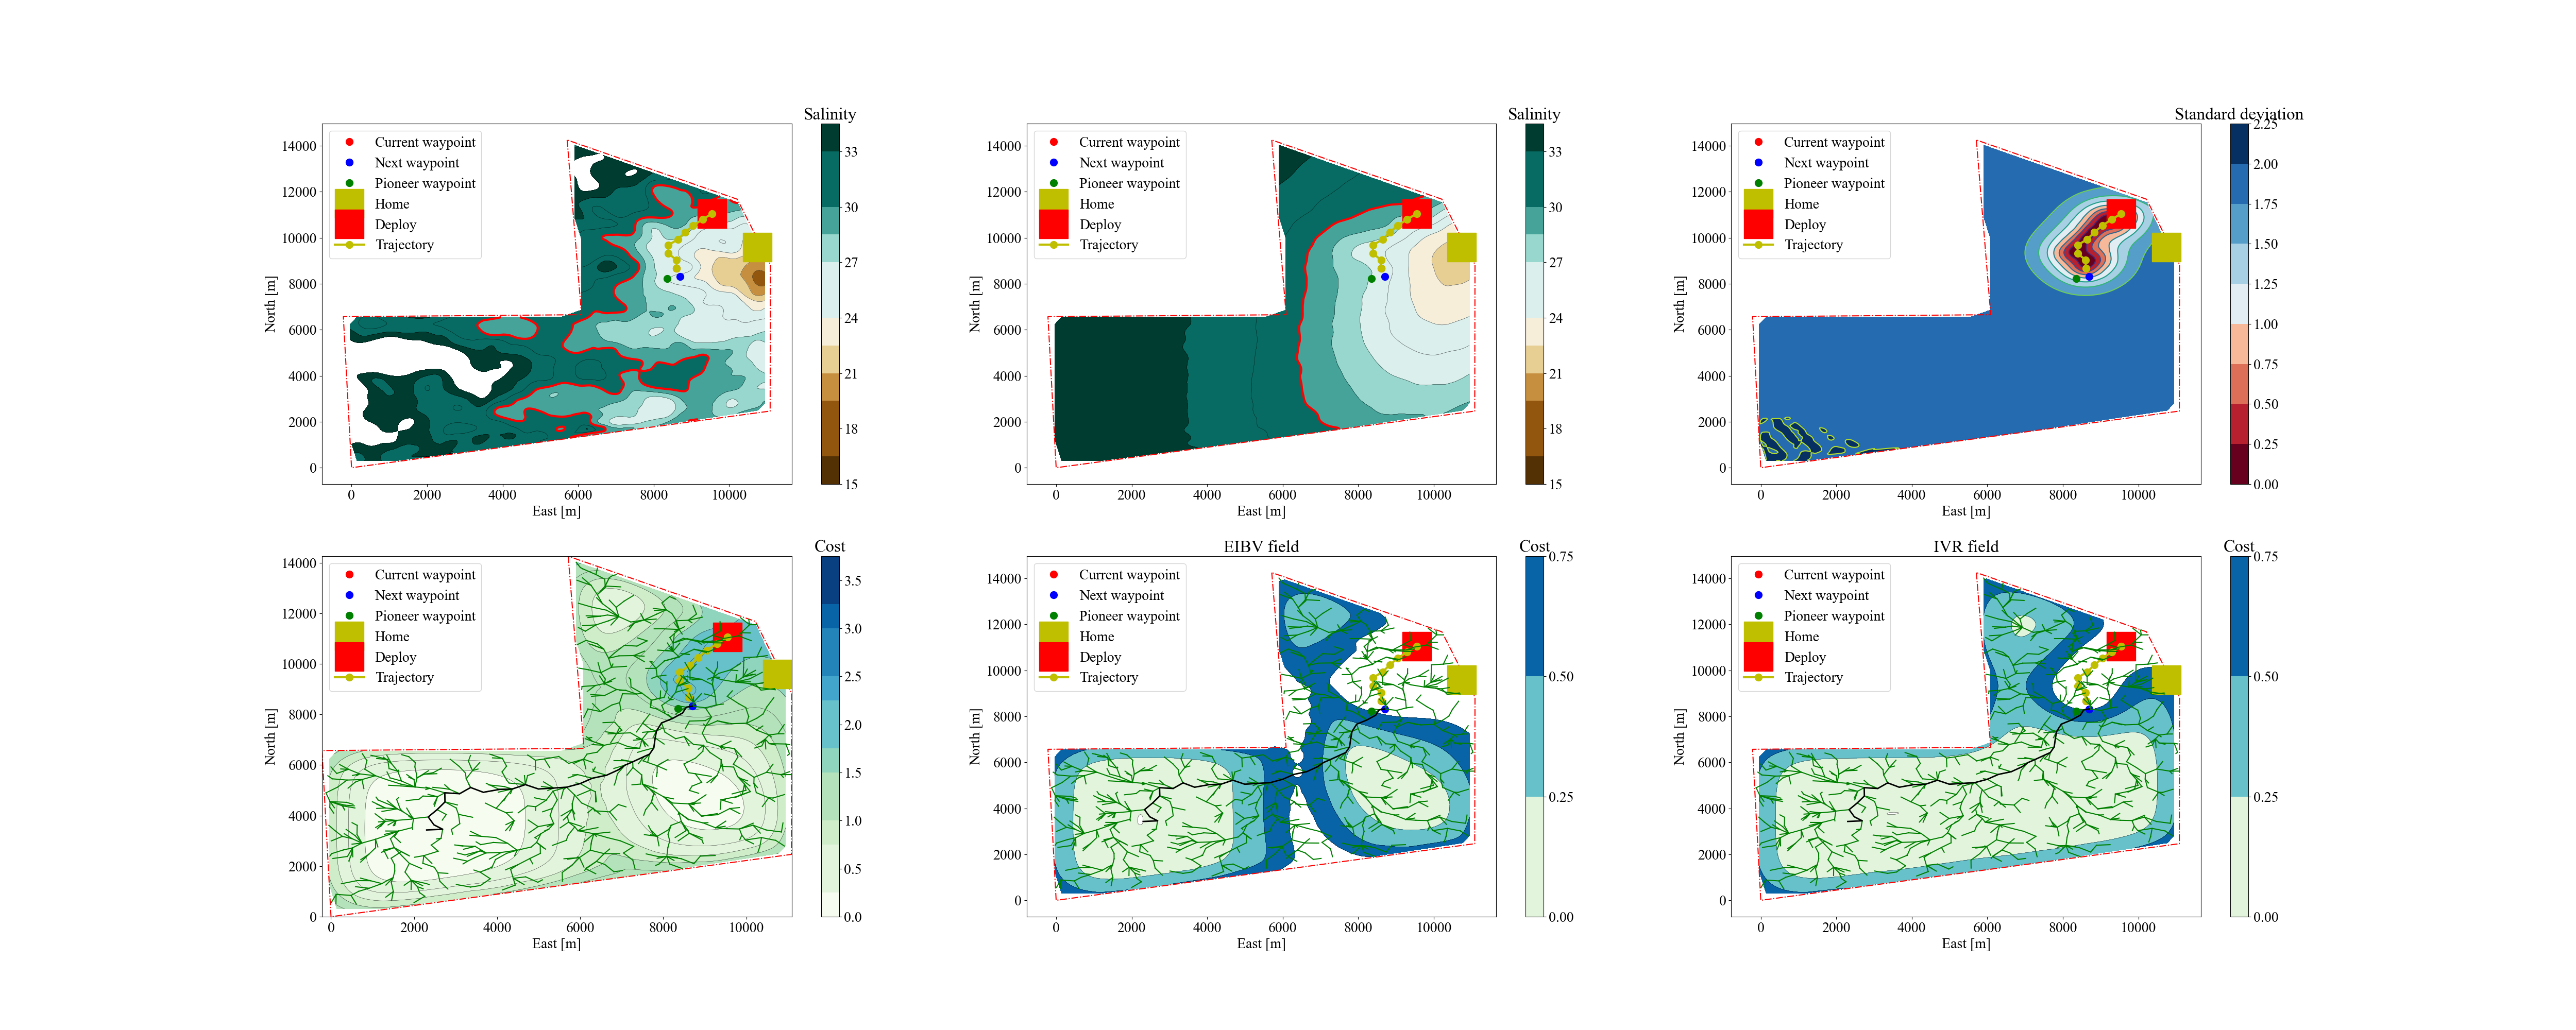 Salinity
Current waypoint
Next waypoint
Pioneer waypoint
Home
Deploy
Trajectory
14000
12000
10000
8000
6000
4000
2000
0
North [m]
0 2000 4000 6000 8000 10000
East [m]
33
30
27
24
21
18
15
Salinity
Current waypoint
Next waypoint
Pioneer waypoint
Home
Deploy
Trajectory
14000
12000
10000
8000
6000
4000
2000
0
North [m]
0 2000 4000 6000 8000 10000
East [m]
33
30
27
24
21
18
15
Standard deviation
Current waypoint
Next waypoint
Pioneer waypoint
Home
Deploy
Trajectory
14000
12000
10000
8000
6000
4000
2000
0
North [m]
0 2000 4000 6000 8000 10000
East [m]
2.25
2.00
1.75
1.50
1.25
1.00
0.75
0.50
0.25
0.00
Cost
Current waypoint
Next waypoint
Pioneer waypoint
Home
Deploy
Trajectory
14000
12000
10000
8000
6000
4000
2000
0
North [m]
0 2000 4000 6000 8000 10000
East [m]
3.5
3.0
2.5
2.0
1.5
1.0
0.5
0.0
EIBV field
Cost
Current waypoint
Next waypoint
Pioneer waypoint
Home
Deploy
Trajectory
14000
12000
10000
8000
6000
4000
2000
0
North [m]
0 2000 4000 6000 8000 10000
East [m]
0.75
0.50
0.25
0.00
IVR field
Cost
Current waypoint
Next waypoint
Pioneer waypoint
Home
Deploy
Trajectory
14000
12000
10000
8000
6000
4000
2000
0
North [m]
0 2000 4000 6000 8000 10000
East [m]
0.75
0.50
0.25
0.00